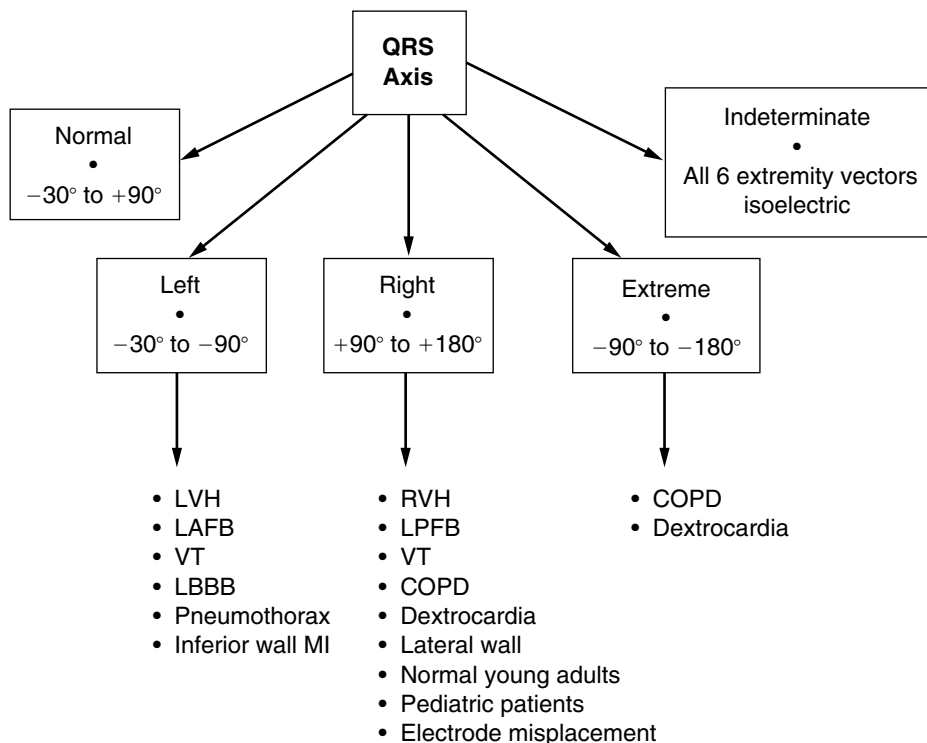 QRS
Axis
Normal
•
−30° to +90°
Indeterminate
•
All 6 extremity vectors
isoelectric
Left
•
−30° to −90°
Right
•
+90° to +180°
Extreme
•
−90° to −180°
• LVH
• LAFB
• VT
• LBBB
• Pneumothorax
• Inferior wall MI
• RVH
• LPFB
• VT
• COPD
• Dextrocardia
• Lateral wall
• Normal young adults
• Pediatric patients
• Electrode misplacement
• COPD
• Dextrocardia